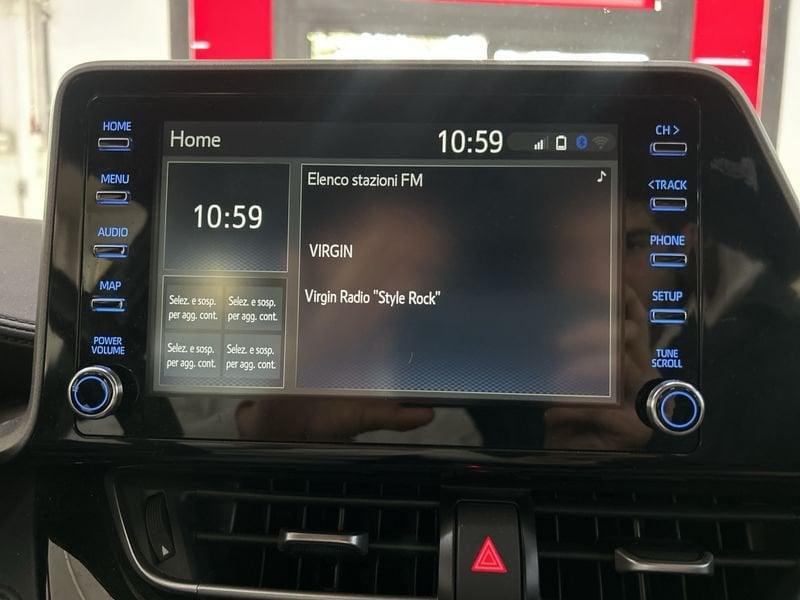 HOME
MENU
AUDIO
MAP
POWER
VOLUME
Home
10:59
10:59
Selez. e sosp.
per agg. cont.
Selez. e sosp.
per agg. cont.
Selez. e sosp.
per agg. cont.
Selez. e sosp.
per agg. cont.
Elenco stazioni FM
VIRGIN
Virgin Radio "Style Rock"
CH >
< TRACK
PHONE
SETUP
TUNE
SCROLL